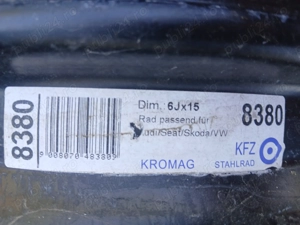 8380
Dim. 6Jx15
Rad passend für
Audi/Seat/Skoda/VW
8380
KFZ
KROMAG
STAHLRAD